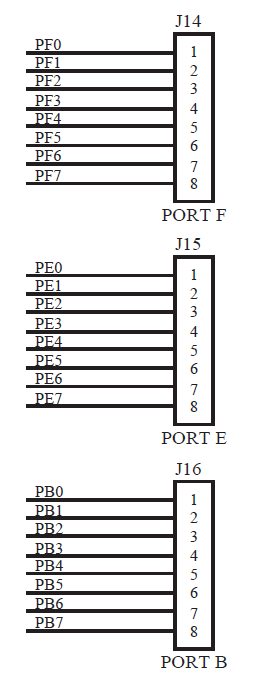 J14
PF0 1
PF1 2
PF2 3
PF3 4
PF4 5
PF5 6
PF6 7
PF7 8
PORT F
J15
PE0 1
PE1 2
PE2 3
PE3 4
PE4 5
PE5 6
PE6 7
PE7 8
PORT E
J16
PB0 1
PB1 2
PB2 3
PB3 4
PB4 5
PB5 6
PB6 7
PB7 8
PORT B